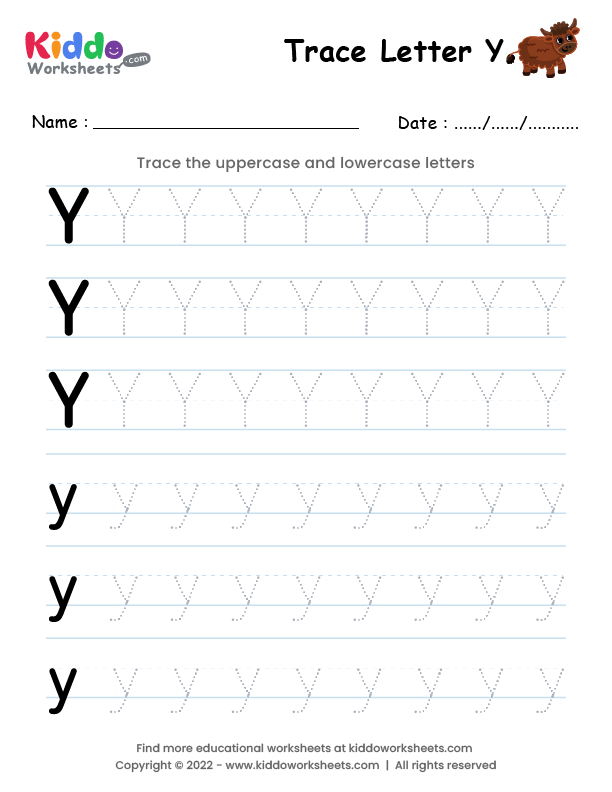 Kiddo
Worksheets
.com
Trace Letter Y
Name :
Date : ....../....../...........
Trace the uppercase and lowercase letters
Y Y Y Y Y Y Y Y Y
Y Y Y Y Y Y Y Y Y
Y Y Y Y Y Y Y Y Y
y y y y y y y y y
y y y y y y y y y
y y y y y y y y y
Find more educational worksheets at kiddoworksheets.com
Copyright © 2022 - www.kiddoworksheets.com | All rights reserved